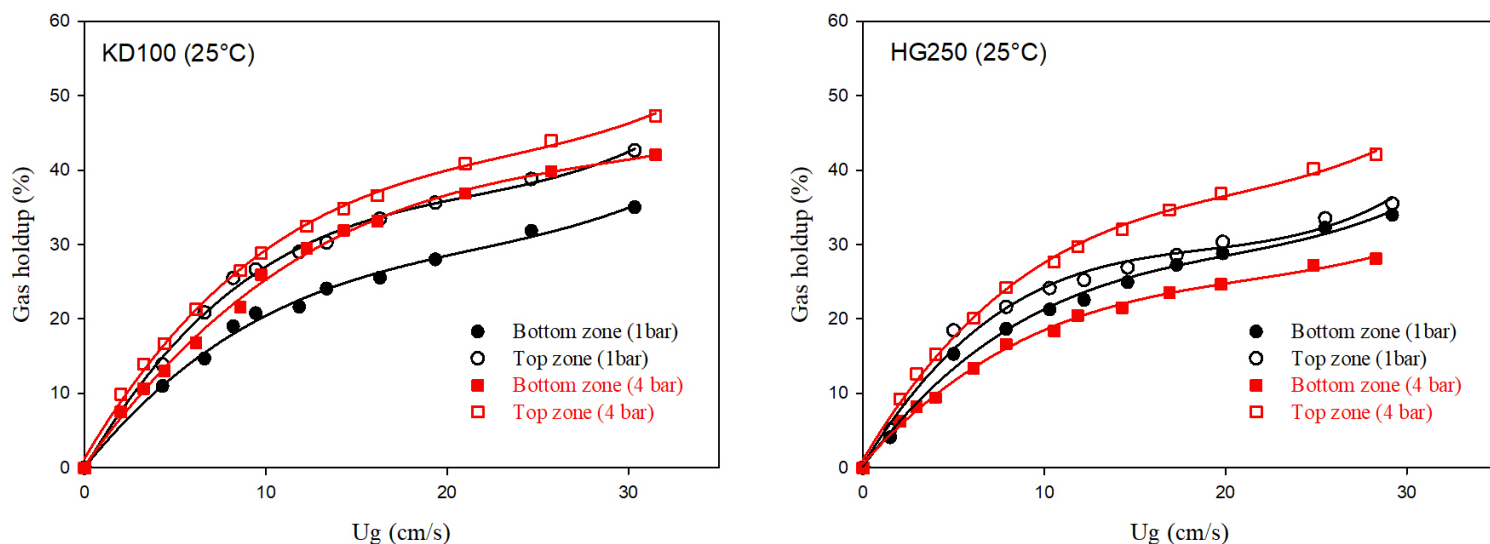 KD100 (25°C)
60
50
40
30
20
10
0
Gas holdup (%)
0
10
20
30
Ug (cm/s)
Bottom zone (1bar)
Top zone (1bar)
Bottom zone (4 bar)
Top zone (4 bar)
HG250 (25°C)
60
50
40
30
20
10
0
Gas holdup (%)
0
10
20
30
Ug (cm/s)
Bottom zone (1bar)
Top zone (1bar)
Bottom zone (4 bar)
Top zone (4 bar)